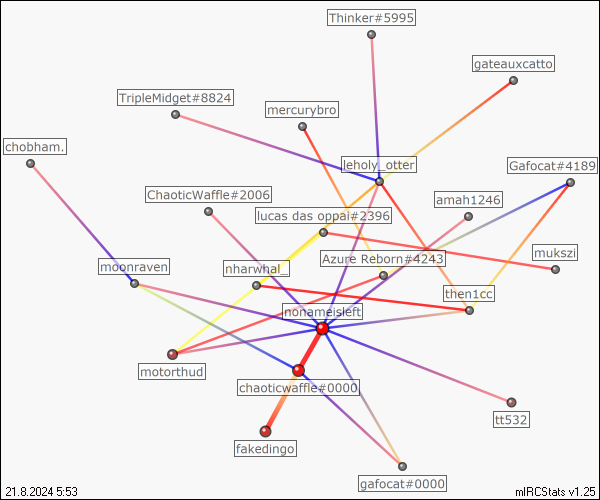 Thinker#5995
gateauxcatto
TripleMidget#8824
mercurybro
chobham.
leholy_otter
Gafocat#4189
ChaoticWaffle#2006
amah1246
lucas das oppai#2396
mukszi
moonraven
nharwhal_
Azure Reborn#4243
then1cc
nonameisleft
motorthud
chaoticwaffle#0000
tt532
fakedingo
gafocat#0000
21.8.2024 5:53
mIRCStats v1.25